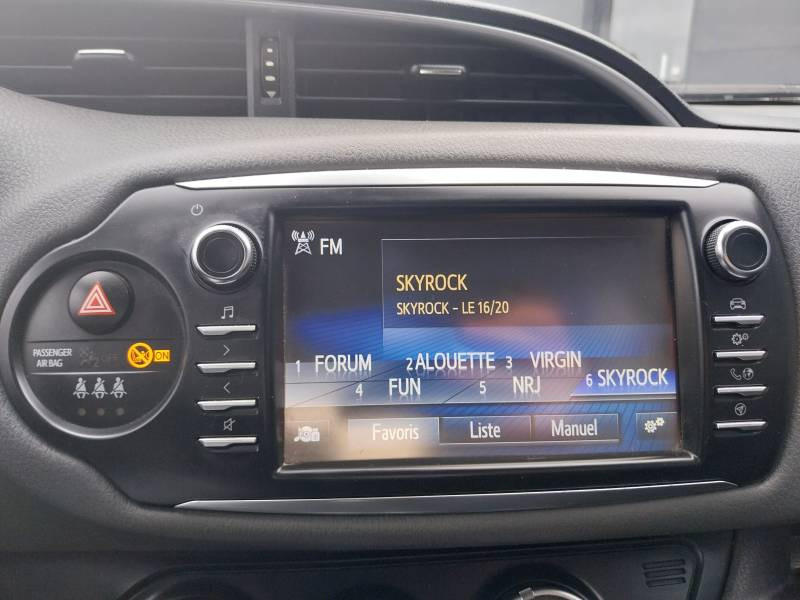 FM
SKYROCK
SKYROCK - LE 16/20
1 FORUM 2 ALOUETTE 3 VIRGIN
4 FUN 5 NRJ 6 SKYROCK
Favoris Liste Manuel
PASSENGER
AIR BAG
OFF
ON